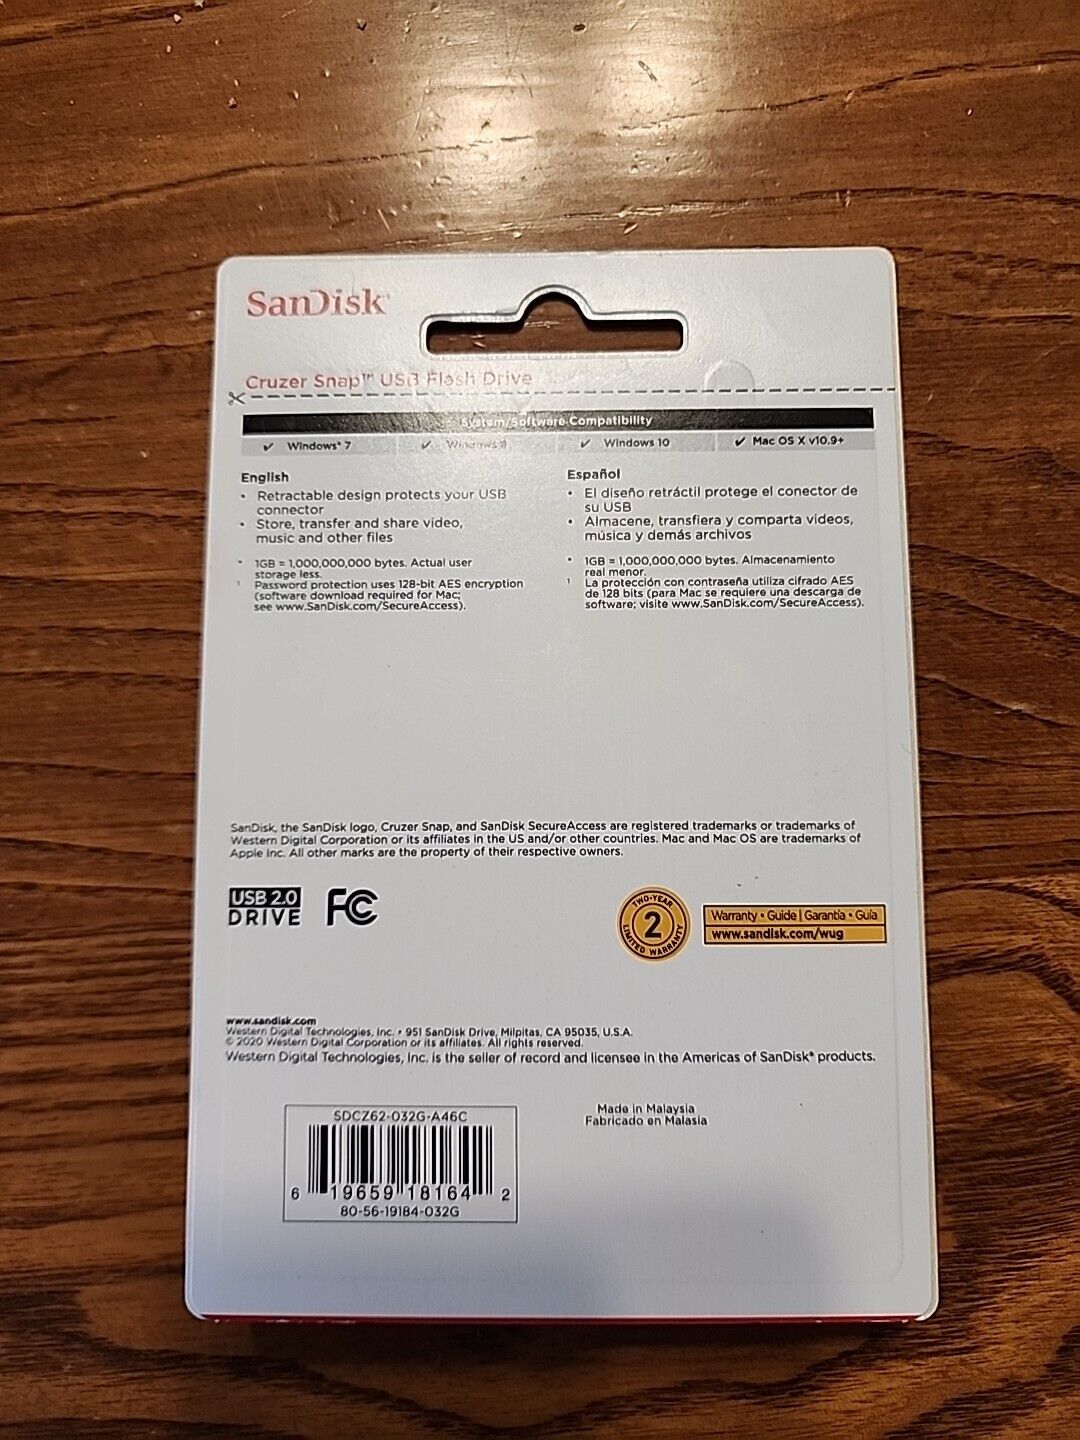 SanDisk®
Cruzer Snap™ USB Flash Drive
System/Software Compatibility
✓ Windows® 7
✓ Windows 8
✓ Windows 10
✓ Mac OS X v10.9+
English
• Retractable design protects your USB
connector
• Store, transfer and share video,
music and other files
* 1GB = 1,000,000,000 bytes. Actual user
storage less.
¹ Password protection uses 128-bit AES encryption
(software download required for Mac;
see www.SanDisk.com/SecureAccess).
Español
• El diseño retráctil protege el conector de
su USB
• Almacene, transfiera y comparta videos,
música y demás archivos
* 1GB = 1,000,000,000 bytes. Almacenamiento
real menor.
¹ La protección con contraseña utiliza cifrado AES
de 128 bits (para Mac se requiere una descarga de
software; visite www.SanDisk.com/SecureAccess).
SanDisk, the SanDisk logo, Cruzer Snap, and SanDisk SecureAccess are registered trademarks or trademarks of
Western Digital Corporation or its affiliates in the US and/or other countries. Mac and Mac OS are trademarks of
Apple Inc. All other marks are the property of their respective owners.
USB 2.0
DRIVE
FC
TWO-YEAR
2
LIMITED WARRANTY
Warranty • Guide | Garantía • Guía
www.sandisk.com/wug
www.sandisk.com
Western Digital Technologies, Inc. • 951 SanDisk Drive, Milpitas, CA 95035, U.S.A.
© 2020 Western Digital Corporation or its affiliates. All rights reserved.
Western Digital Technologies, Inc. is the seller of record and licensee in the Americas of SanDisk® products.
SDCZ62-032G-A46C
6 19659 18164 2
80-56-19184-032G
Made in Malaysia
Fabricado en Malasia